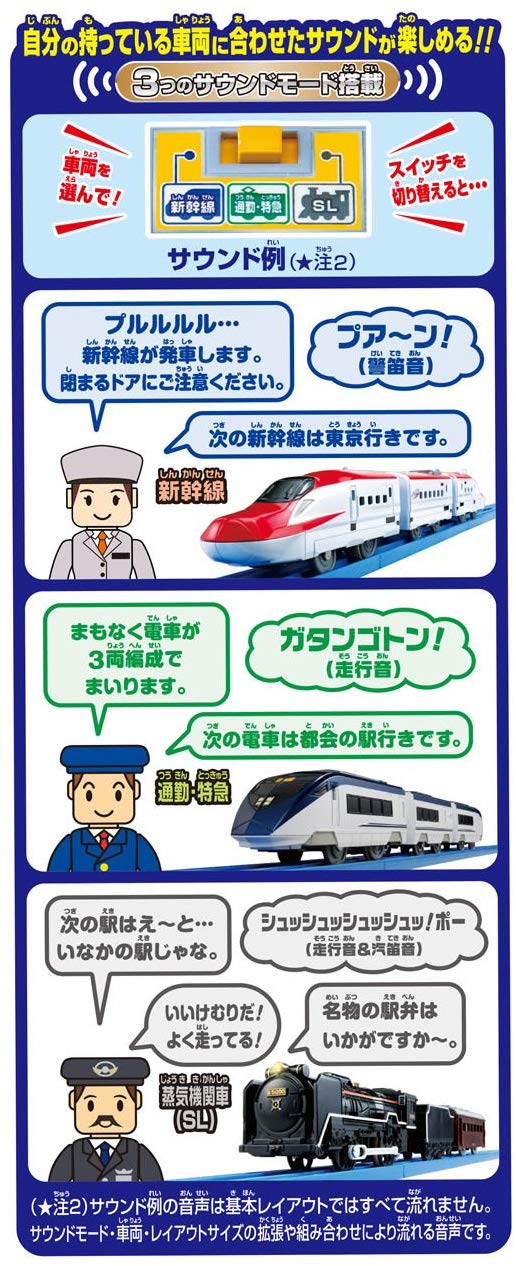 自分の持っている車両に合わせたサウンドが楽しめる!!
3つのサウンドモード搭載
車両を
選んで!
スイッチを
切り替えると…
新幹線 通勤・特急 SL
サウンド例(★注2)
プルルルル…
新幹線が発車します。
閉まるドアにご注意ください。
プア〜ン!
(警笛音)
次の新幹線は東京行きです。
新幹線
まもなく電車が
3両編成で
まいります。
ガタンゴトン!
(走行音)
次の電車は都会の駅行きです。
通勤・特急
次の駅はえ〜と…
いなかの駅じゃな。
シュッシュッシュッシュッ!ポー
(走行音&汽笛音)
いいけむりだ!
よく走ってる!
名物の駅弁は
いかがですか〜。
蒸気機関車
(SL)
(★注2)サウンド例の音声は基本レイアウトではすべて流れません。
サウンドモード・車両・レイアウトサイズの拡張や組み合わせにより流れる音声です。